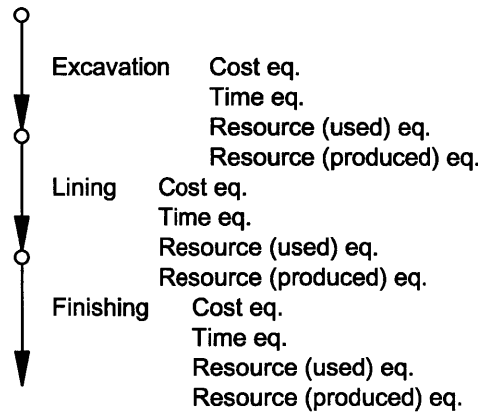 Excavation Cost eq.
Time eq.
Resource (used) eq.
Resource (produced) eq.
Lining Cost eq.
Time eq.
Resource (used) eq.
Resource (produced) eq.
Finishing Cost eq.
Time eq.
Resource (used) eq.
Resource (produced) eq.